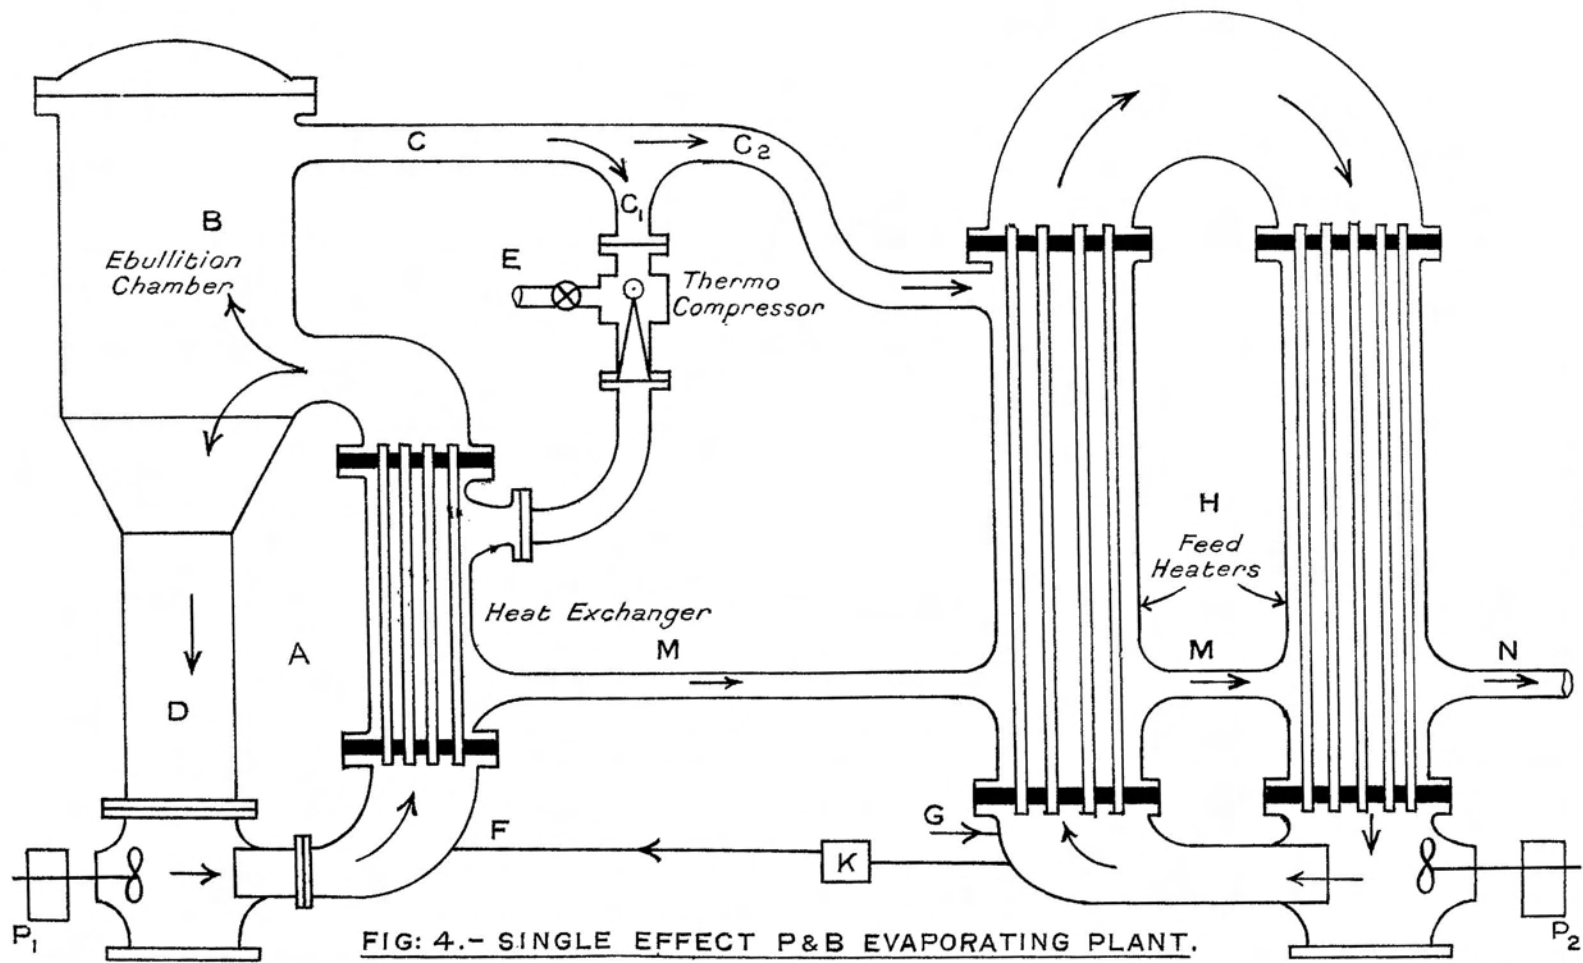 C
C2
C1
B
Ebullition
Chamber
E
Thermo
Compressor
H
Feed
Heaters
Heat Exchanger
A
M
M
N
D
G
F
K
P1
P2
FIG: 4.- SINGLE EFFECT P&B EVAPORATING PLANT.